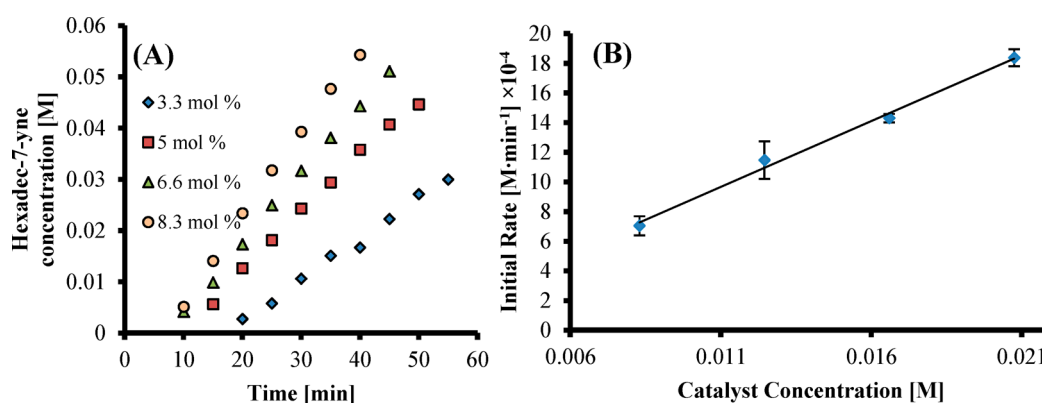 (A)
Hexadec-7-yne
concentration [M]
0.06
0.05
0.04
0.03
0.02
0.01
0
3.3 mol %
5 mol %
6.6 mol %
8.3 mol %
0 10 20 30 40 50 60
Time [min]
(B)
Initial Rate [M·min⁻¹] ×10⁻⁴
20
18
16
14
12
10
8
6
4
2
0
0.006 0.011 0.016 0.021
Catalyst Concentration [M]